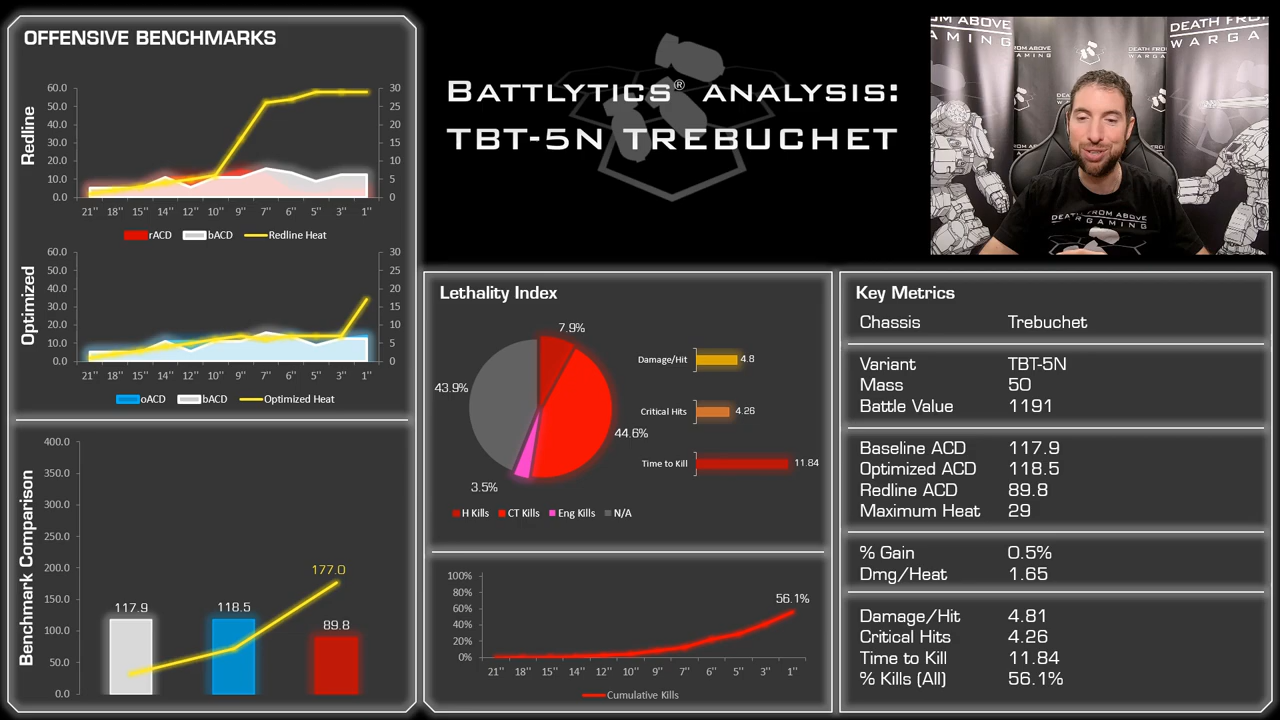 OFFENSIVE BENCHMARKS
Redline
60.0
50.0
40.0
30.0
20.0
10.0
0.0
30
25
20
15
10
5
0
21" 18" 15" 14" 12" 10" 9" 7" 6" 5" 3" 1"
rACD bACD Redline Heat
Optimized
60.0
50.0
40.0
30.0
20.0
10.0
0.0
30
25
20
15
10
5
0
21" 18" 15" 14" 12" 10" 9" 7" 6" 5" 3" 1"
oACD bACD Optimized Heat
Benchmark Comparison
400.0
350.0
300.0
250.0
200.0
150.0
100.0
50.0
0.0
117.9
118.5
177.0
89.8
BATTLYTICS® ANALYSIS:
TBT-5N TREBUCHET
DEATH FROM ABOVE
WARGAMING
Lethality Index
7.9%
43.9%
44.6%
3.5%
H Kills CT Kills Eng Kills N/A
Damage/Hit 4.8
Critical Hits 4.26
Time to Kill 11.84
100%
80%
60%
40%
20%
0%
56.1%
21" 18" 15" 14" 12" 10" 9" 7" 6" 5" 3" 1"
Cumulative Kills
Key Metrics
Chassis Trebuchet
Variant TBT-5N
Mass 50
Battle Value 1191
Baseline ACD 117.9
Optimized ACD 118.5
Redline ACD 89.8
Maximum Heat 29
% Gain 0.5%
Dmg/Heat 1.65
Damage/Hit 4.81
Critical Hits 4.26
Time to Kill 11.84
% Kills (All) 56.1%